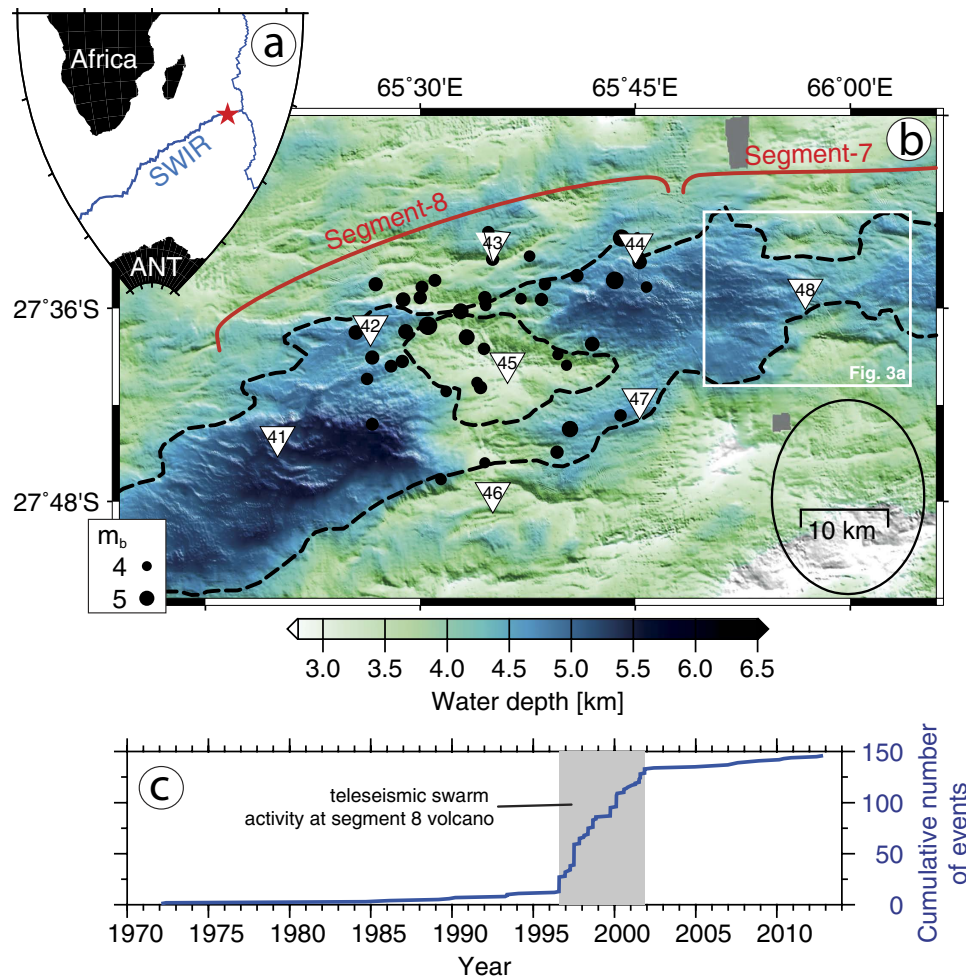 a
Africa
SWIR
ANT
65˚30'E
65˚45'E
66˚00'E
b
Segment-8
Segment-7
27˚36'S
27˚48'S
43
44
48
42
45
47
41
46
Fig. 3a
10 km
mb
4
5
3.0 3.5 4.0 4.5 5.0 5.5 6.0 6.5
Water depth [km]
c
teleseismic swarm
activity at segment 8 volcano
150
100
50
0
Cumulative number
of events
1970 1975 1980 1985 1990 1995 2000 2005 2010
Year